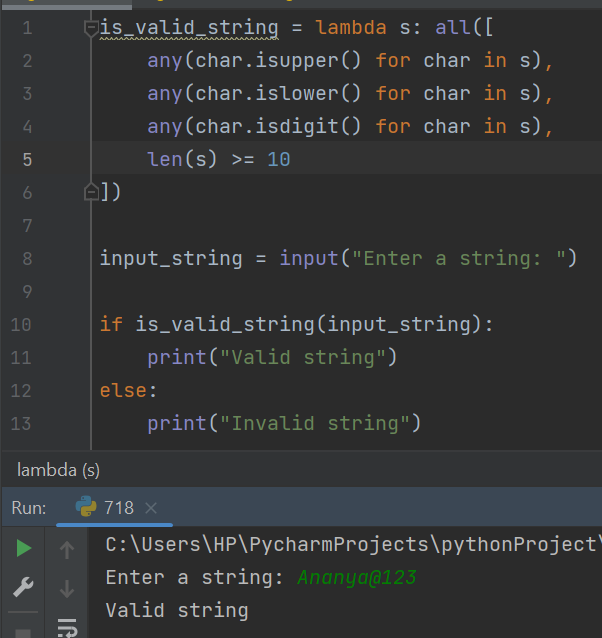 1 is_valid_string = lambda s: all([
2 any(char.isupper() for char in s),
3 any(char.islower() for char in s),
4 any(char.isdigit() for char in s),
5 len(s) >= 10
6 ])
7
8 input_string = input("Enter a string: ")
9
10 if is_valid_string(input_string):
11 print("Valid string")
12 else:
13 print("Invalid string")
lambda (s)
Run: 718
C:\Users\HP\PycharmProjects\pythonProject\
Enter a string: Ananya@123
Valid string